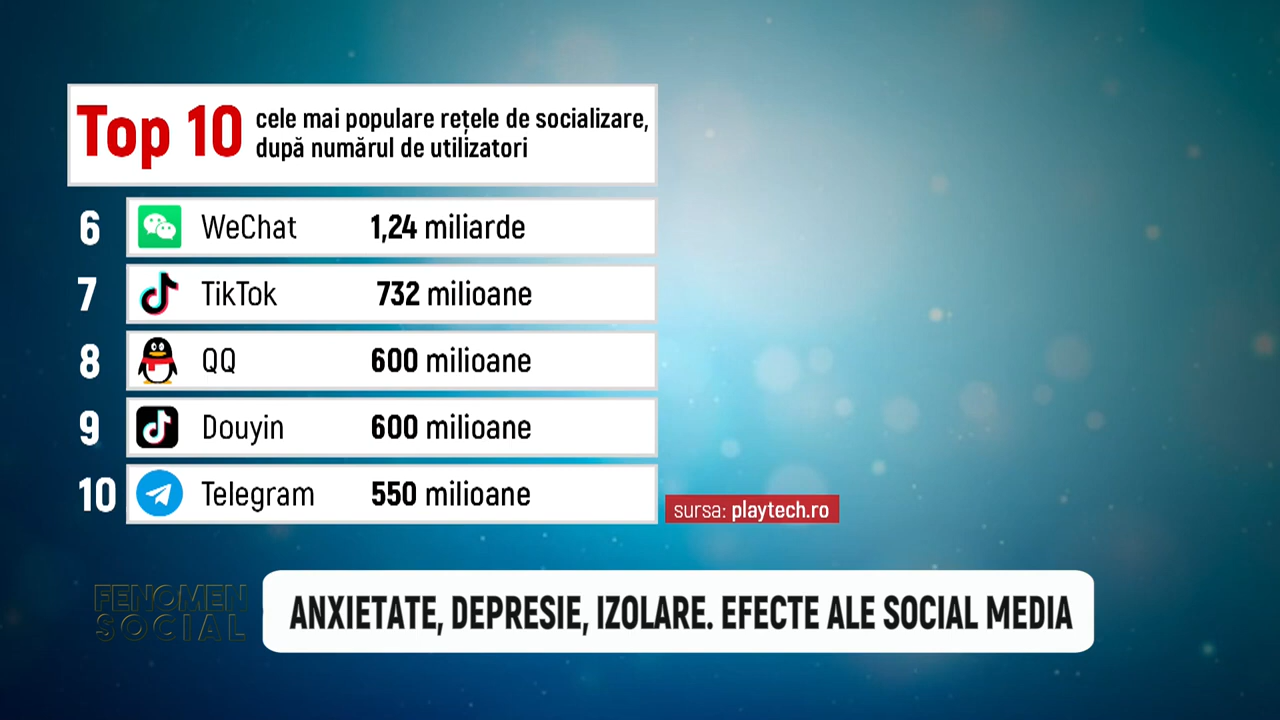 Top 10 cele mai populare rețele de socializare,
după numărul de utilizatori
6 WeChat 1,24 miliarde
7 TikTok 732 milioane
8 QQ 600 milioane
9 Douyin 600 milioane
10 Telegram 550 milioane
sursa: playtech.ro
FENOMEN
SOCIAL
ANXIETATE, DEPRESIE, IZOLARE. EFECTE ALE SOCIAL MEDIA